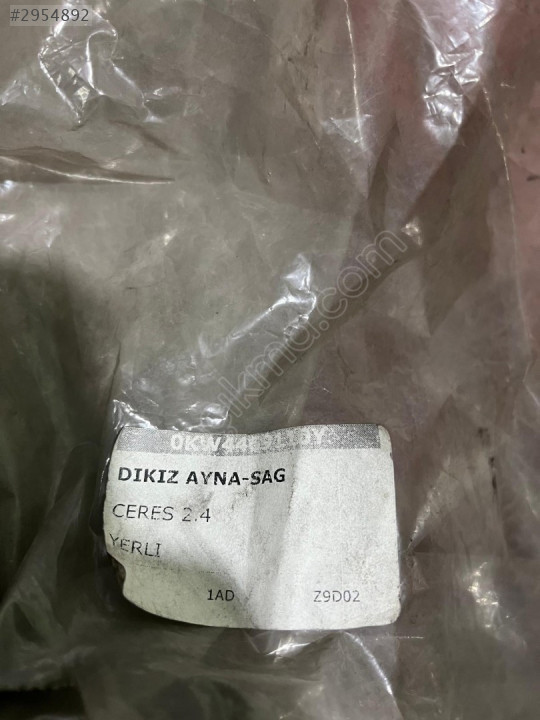 #2954892
DIKIZ AYNA-SAG
CERES 2.4
YERLI
1AD Z9D02